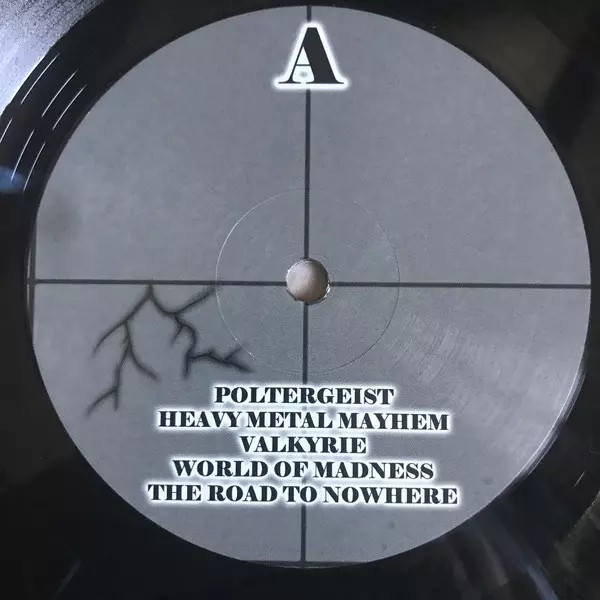 A
POLTERGEIST
HEAVY METAL MAYHEM
VALKYRIE
WORLD OF MADNESS
THE ROAD TO NOWHERE